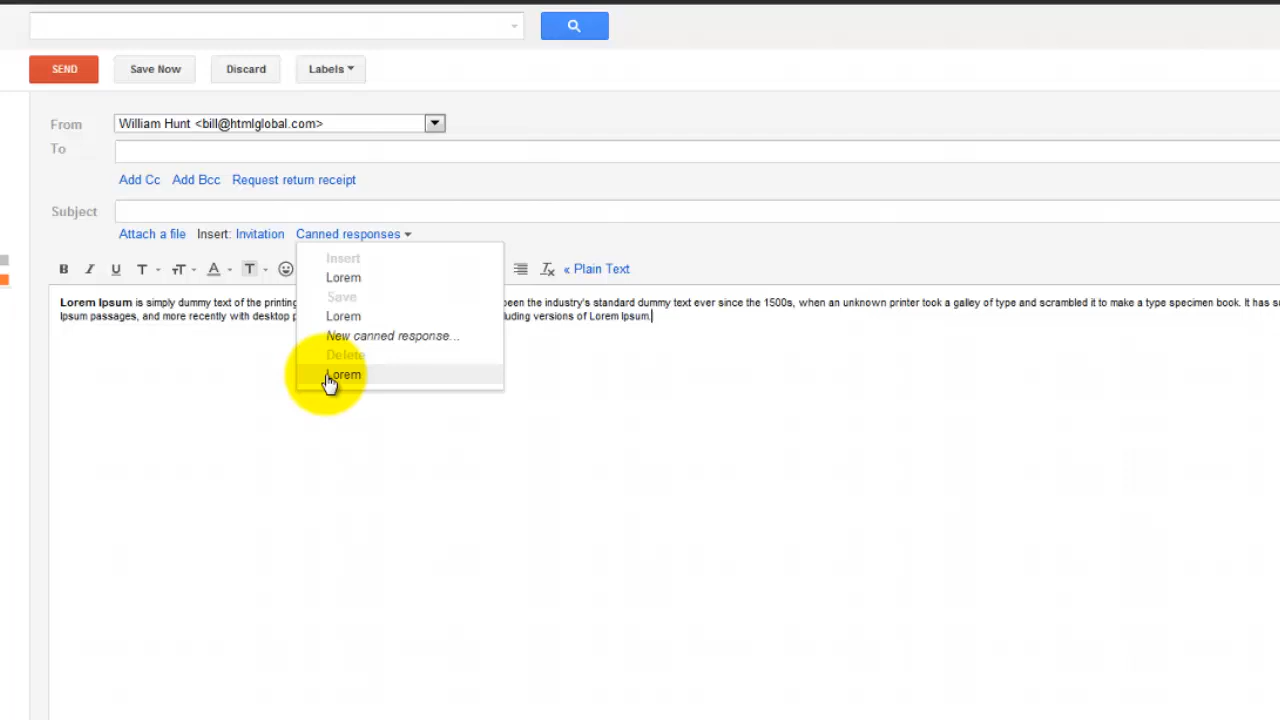 SEND Save Now Discard Labels
From William Hunt <bill@htmlglobal.com>
To
Add Cc Add Bcc Request return receipt
Subject
Attach a file Insert: Invitation Canned responses
Insert
Lorem
Save
Lorem
New canned response...
Delete
Lorem
B I U T T A T Tx « Plain Text
Lorem Ipsum is simply dummy text of the printing been the industry's standard dummy text ever since the 1500s, when an unknown printer took a galley of type and scrambled it to make a type specimen book. It has
Ipsum passages, and more recently with desktop versions of Lorem Ipsum.